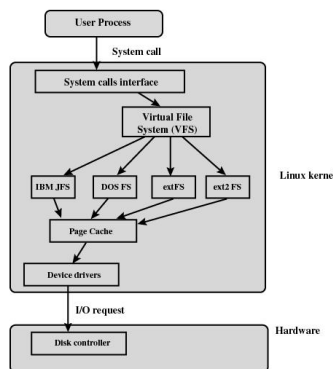 User Process
System call
System calls interface
Virtual File
System (VFS)
IBM JFS
DOS FS
extFS
ext2 FS
Linux kerne
Page Cache
Device drivers
I/O request
Hardware
Disk controller